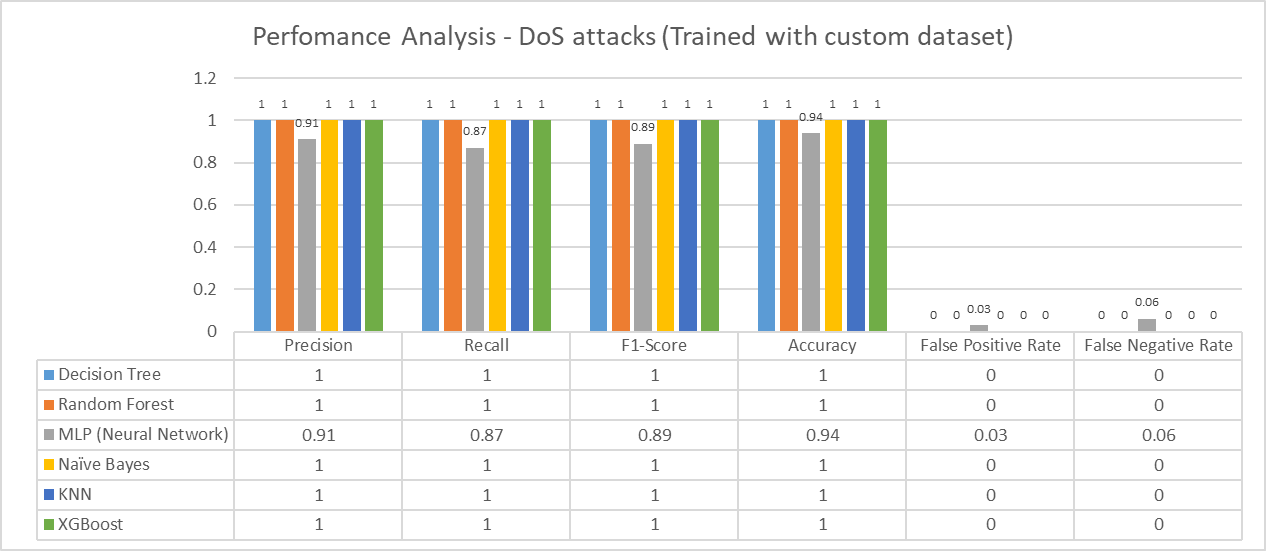 Perfomance Analysis - DoS attacks (Trained with custom dataset)
1.2
1
0.8
0.6
0.4
0.2
0
1 1 0.91 1 1 1
1 1 0.87 1 1 1
1 1 0.89 1 1 1
1 1 0.94 1 1 1
0 0 0.03 0 0 0
0 0 0.06 0 0 0
Precision Recall F1-Score Accuracy False Positive Rate False Negative Rate
Decision Tree 1 1 1 1 0 0
Random Forest 1 1 1 1 0 0
MLP (Neural Network) 0.91 0.87 0.89 0.94 0.03 0.06
Naïve Bayes 1 1 1 1 0 0
KNN 1 1 1 1 0 0
XGBoost 1 1 1 1 0 0